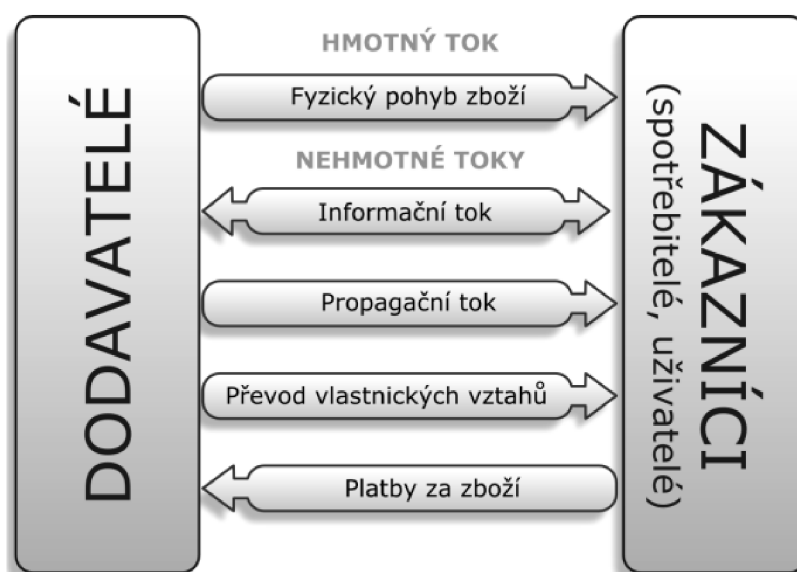 DODAVATELÉ
HMOTNÝ TOK
Fyzický pohyb zboží
NEHMOTNÉ TOKY
Informační tok
Propagační tok
Převod vlastnických vztahů
Platby za zboží
ZÁKAZNÍCI
(spotřebitelé, uživatelé)